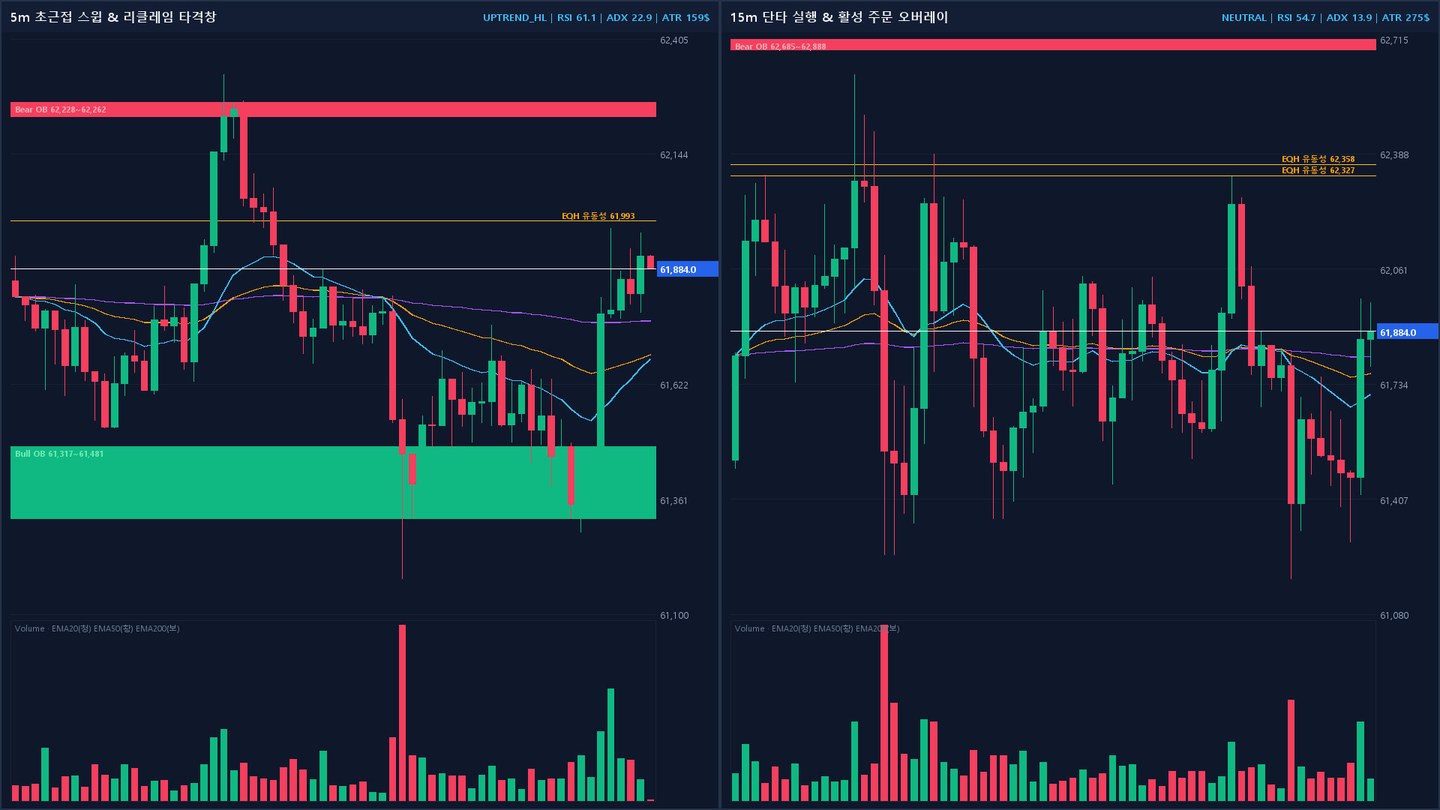 5m 초근접 스윕 & 리클레임 타격창
UPTREND_HL | RSI 61.1 | ADX 22.9 | ATR 159$
62,405
Bear OB 62,228~62,262
62,144
EQH 유동성 61,993
61,884.0
61,622
Bull OB 61,317~61,481
61,361
61,100
Volume · EMA20(청) EMA50(황) EMA200(보)
15m 단타 실행 & 활성 주문 오버레이
NEUTRAL | RSI 54.7 | ADX 13.9 | ATR 275$
62,715
Bear OB 62,685~62,888
62,388
EQH 유동성 62,358
EQH 유동성 62,327
62,061
61,884.0
61,734
61,407
61,080
Volume · EMA20(청) EMA50(황) EMA200(보)